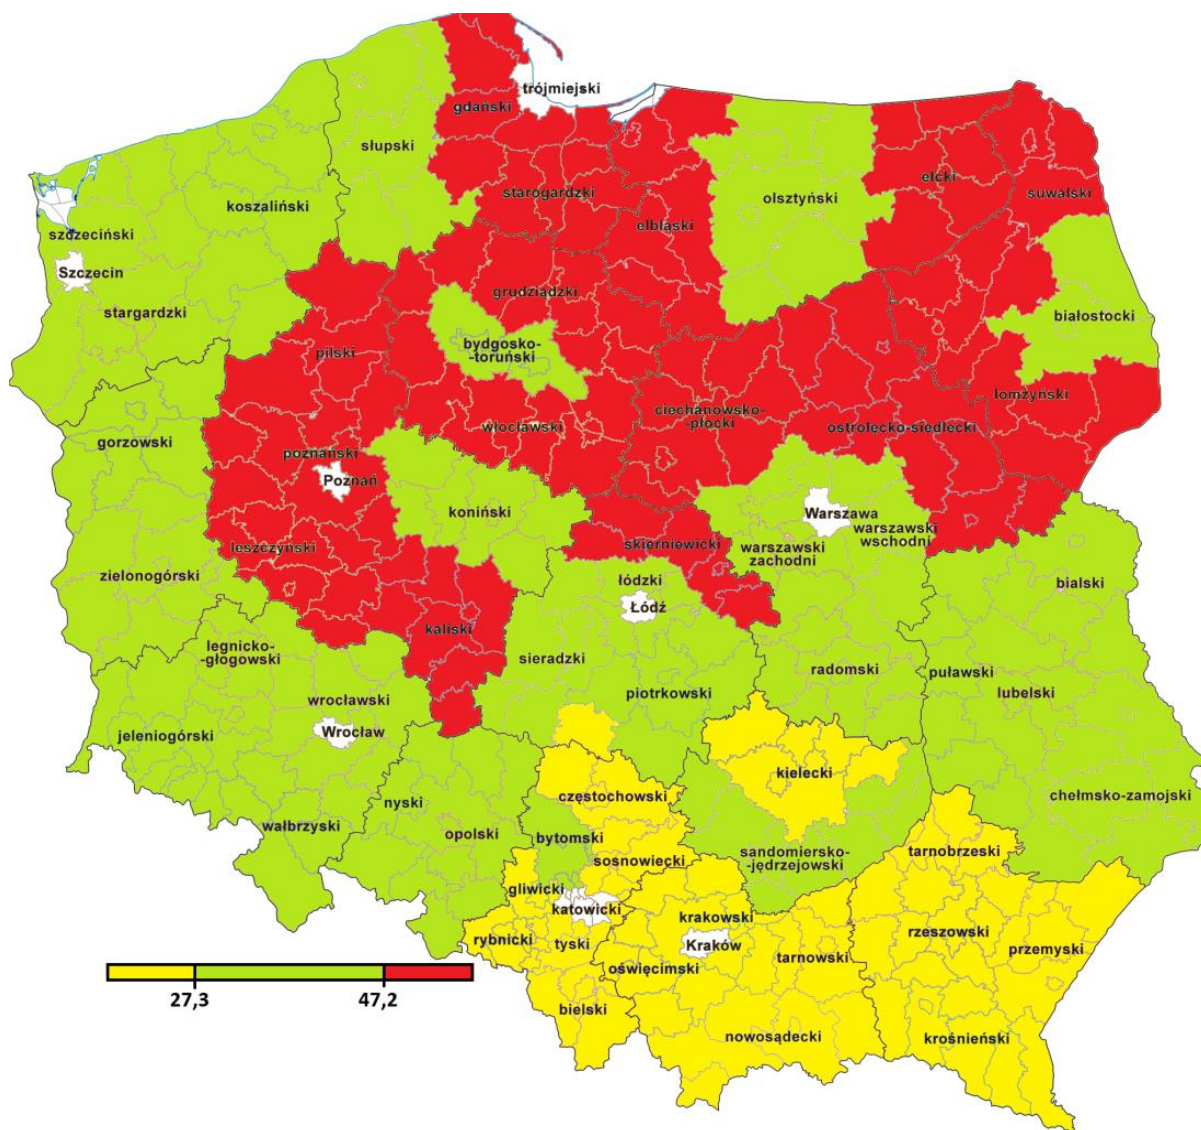 trójmiejski
gdański
słupski
starogardzki
ełcki
suwalski
olsztyński
koszaliński
elbląski
szczeciński
Szczecin
grudziądzki
stargardzki
białostocki
bydgosko-
-toruński
pilski
łomżyński
ciechanowsko-
-płocki
włocławski
ostrołęcko-siedlecki
gorzowski
poznański
Poznań
koniński
Warszawa
warszawski
wschodni
warszawski
zachodni
skierniewicki
leszczyński
zielonogórski
łódzki
Łódź
bialski
kaliski
legnicko-
-głogowski
sieradzki
radomski
puławski
lubelski
piotrkowski
wrocławski
Wrocław
jeleniogórski
kielecki
częstochowski
chełmsko-zamojski
nyski
wałbrzyski
opolski
bytomski
sosnowiecki
sandomiersko-
-jędrzejowski
tarnobrzeski
gliwicki
katowicki
krakowski
Kraków
rzeszowski
przemyski
rybnicki
tyski
oświęcimski
tarnowski
bielski
nowosądecki
krośnieński
27,3
47,2